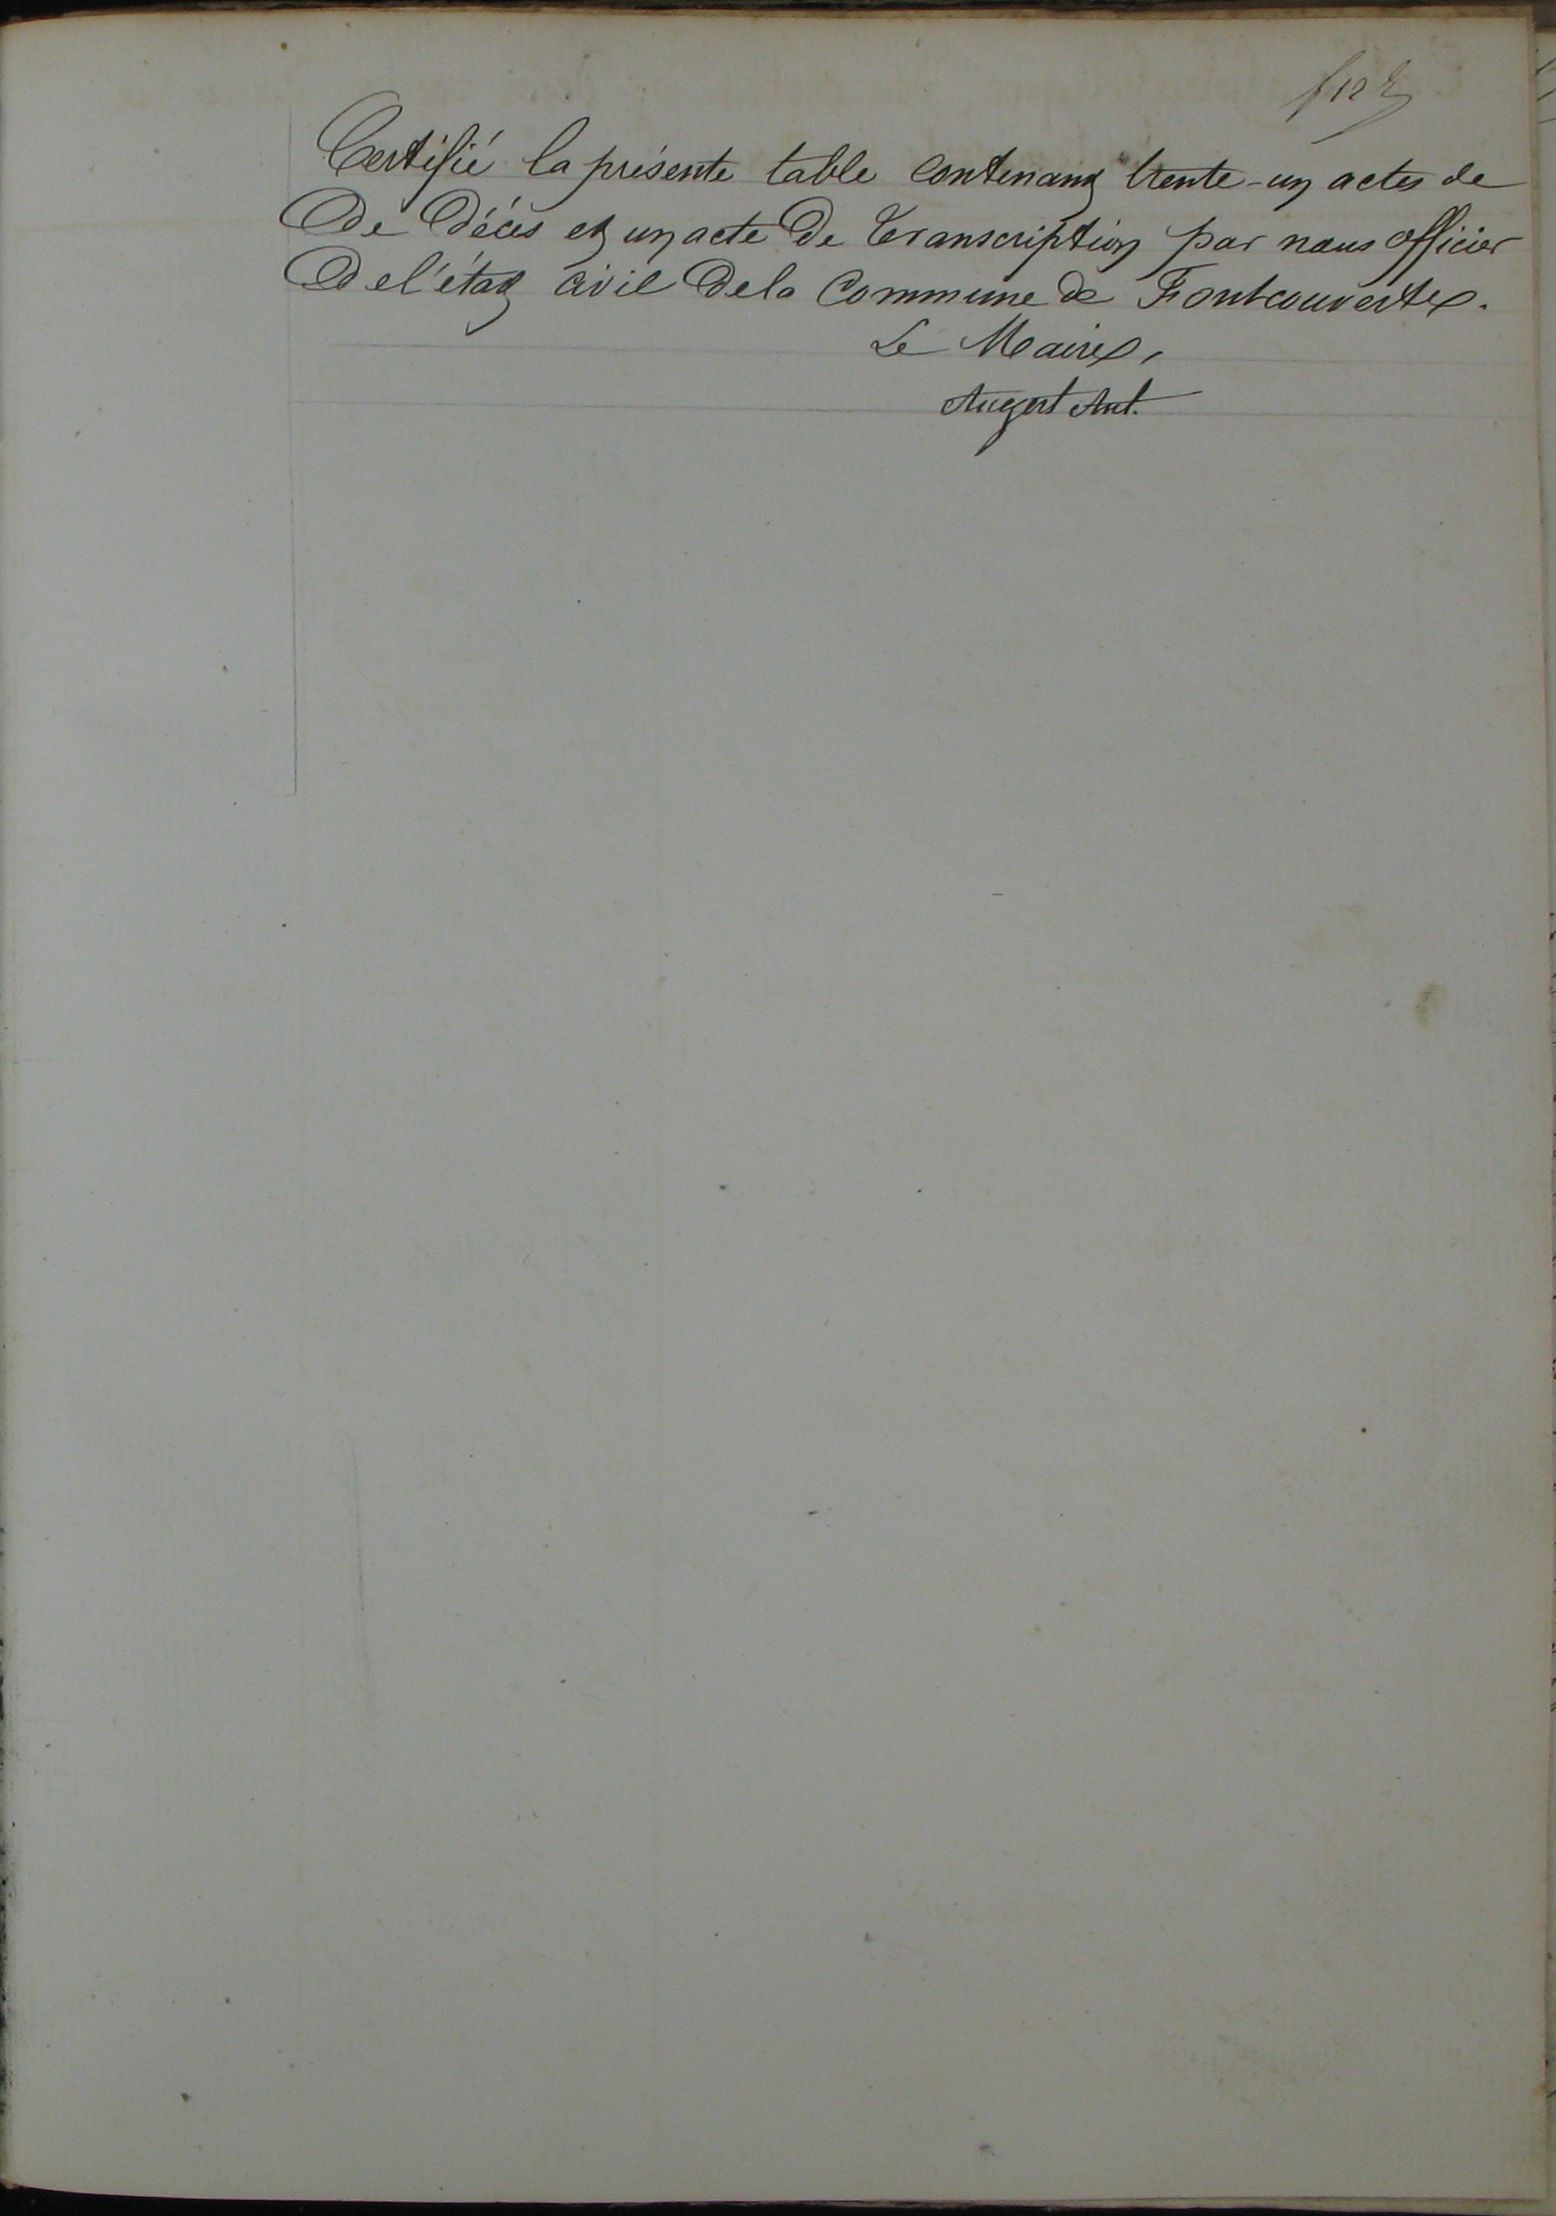 Certifié la présente table contenant trente-un actes de
De Décès et un acte De transcription par nous officier
De l'état civil De la Commune de Fontcouverte.
Le Maire,
Augert Ant.